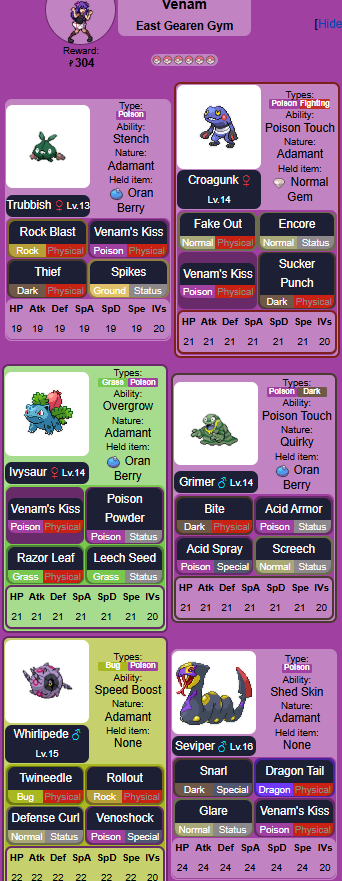 Venam
East Gearen Gym
[Hide
Reward:
₽304
Type:
Poison
Ability:
Stench
Nature:
Adamant
Held item:
Oran
Berry
Trubbish ♀ Lv.13
Rock Blast
Rock Physical
Venam's Kiss
Poison Physical
Thief
Dark Physical
Spikes
Ground Status
HP Atk Def SpA SpD Spe IVs
19 19 19 19 19 19 20
Types:
Poison Fighting
Ability:
Poison Touch
Nature:
Adamant
Held item:
Normal
Gem
Croagunk ♀
Lv.14
Fake Out
Normal Physical
Encore
Normal Status
Venam's Kiss
Poison Physical
Sucker
Punch
Dark Physical
HP Atk Def SpA SpD Spe IVs
21 21 21 21 21 21 20
Types:
Grass Poison
Ability:
Overgrow
Nature:
Adamant
Held item:
Oran
Berry
Ivysaur ♀ Lv.14
Venam's Kiss
Poison Physical
Poison
Powder
Poison Status
Razor Leaf
Grass Physical
Leech Seed
Grass Status
HP Atk Def SpA SpD Spe IVs
21 21 21 21 21 21 20
Types:
Poison Dark
Ability:
Poison Touch
Nature:
Quirky
Held item:
Oran
Berry
Grimer ♂ Lv.14
Bite
Dark Physical
Acid Armor
Poison Status
Acid Spray
Poison Special
Screech
Normal Status
HP Atk Def SpA SpD Spe IVs
21 21 21 21 21 21 20
Types:
Bug Poison
Ability:
Speed Boost
Nature:
Adamant
Held item:
None
Whirlipede ♂
Lv.15
Twineedle
Bug Physical
Rollout
Rock Physical
Defense Curl
Normal Status
Venoshock
Poison Special
HP Atk Def SpA SpD Spe IVs
22 22 22 22 22 22 20
Type:
Poison
Ability:
Shed Skin
Nature:
Adamant
Held item:
None
Seviper ♂ Lv.16
Snarl
Dark Special
Dragon Tail
Dragon Physical
Glare
Normal Status
Venam's Kiss
Poison Physical
HP Atk Def SpA SpD Spe IVs
24 24 24 24 24 24 20